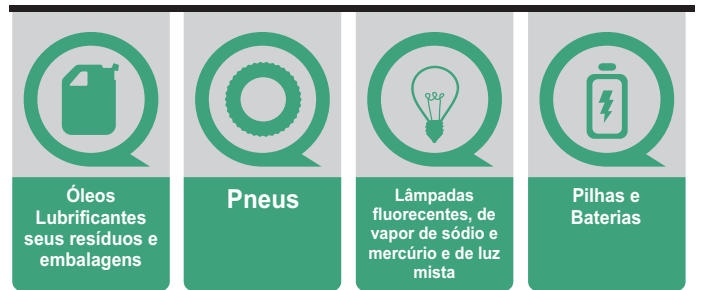 Óleos
Lubrificantes
seus resíduos e
embalagens
Pneus
Lâmpadas
fluorecentes, de
vapor de sódio e
mercúrio e de luz
mista
Pilhas e
Baterias